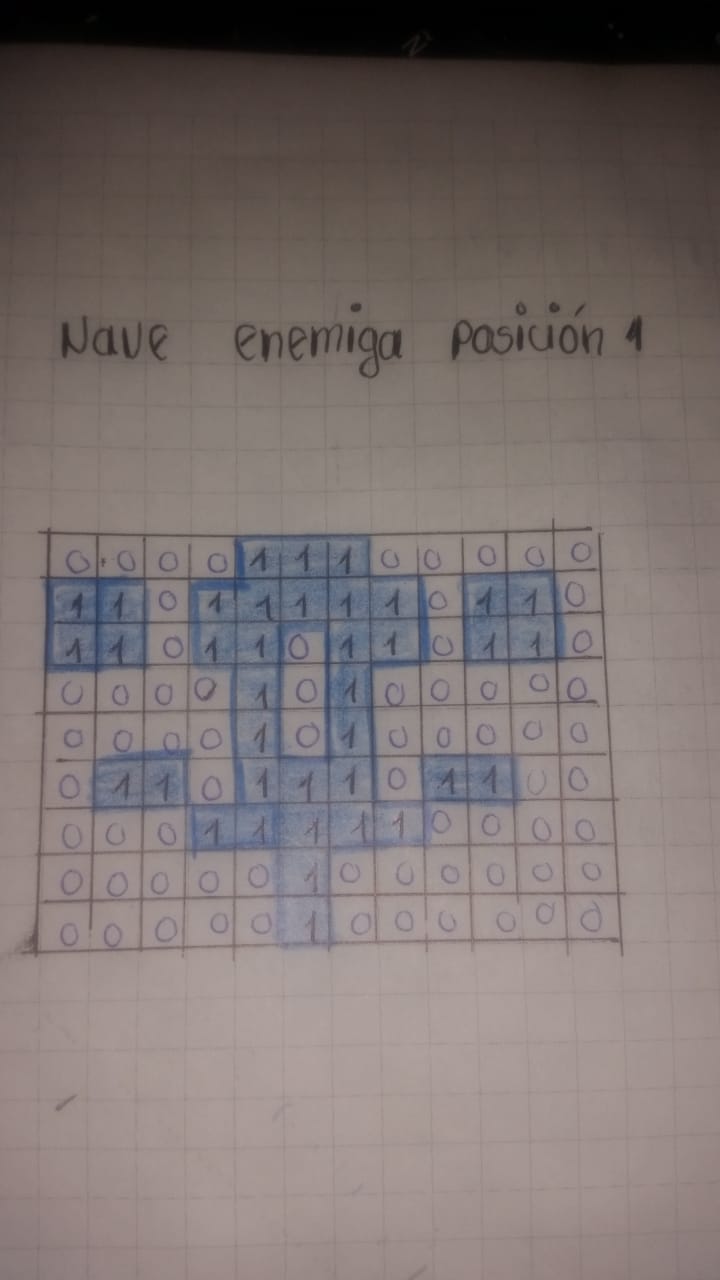 Nave enemiga posición 1
0 0 0 0 1 1 1 0 0 0 0 0
1 1 0 1 1 1 1 1 0 1 1 0
1 1 0 1 1 0 1 1 0 1 1 0
0 0 0 0 1 0 1 0 0 0 0 0
0 0 0 0 1 0 1 0 0 0 0 0
0 1 1 0 1 1 1 0 1 1 0 0
0 0 0 1 1 1 1 1 0 0 0 0
0 0 0 0 0 1 0 0 0 0 0 0
0 0 0 0 0 1 0 0 0 0 0 0